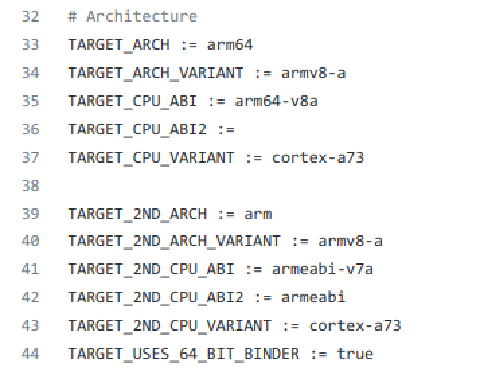 32 # Architecture
33 TARGET_ARCH := arm64
34 TARGET_ARCH_VARIANT := armv8-a
35 TARGET_CPU_ABI := arm64-v8a
36 TARGET_CPU_ABI2 :=
37 TARGET_CPU_VARIANT := cortex-a73
38
39 TARGET_2ND_ARCH := arm
40 TARGET_2ND_ARCH_VARIANT := armv8-a
41 TARGET_2ND_CPU_ABI := armeabi-v7a
42 TARGET_2ND_CPU_ABI2 := armeabi
43 TARGET_2ND_CPU_VARIANT := cortex-a73
44 TARGET_USES_64_BIT_BINDER := true